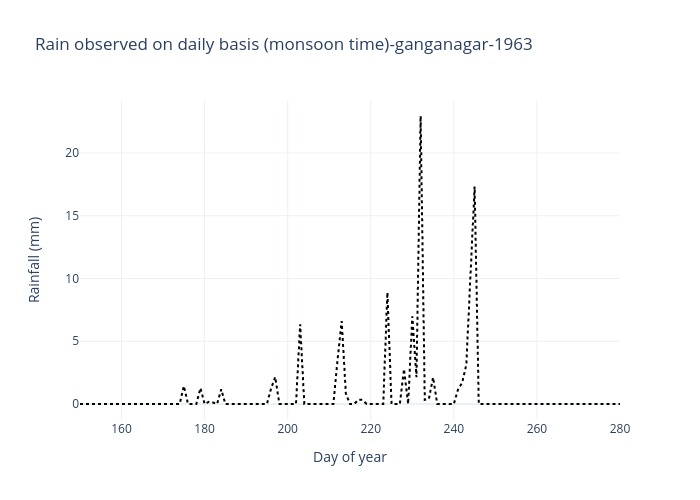 Rain observed on daily basis (monsoon time)-ganganagar-1963
20
15
10
5
0
160 180 200 220 240 260 280
Rainfall (mm)
Day of year